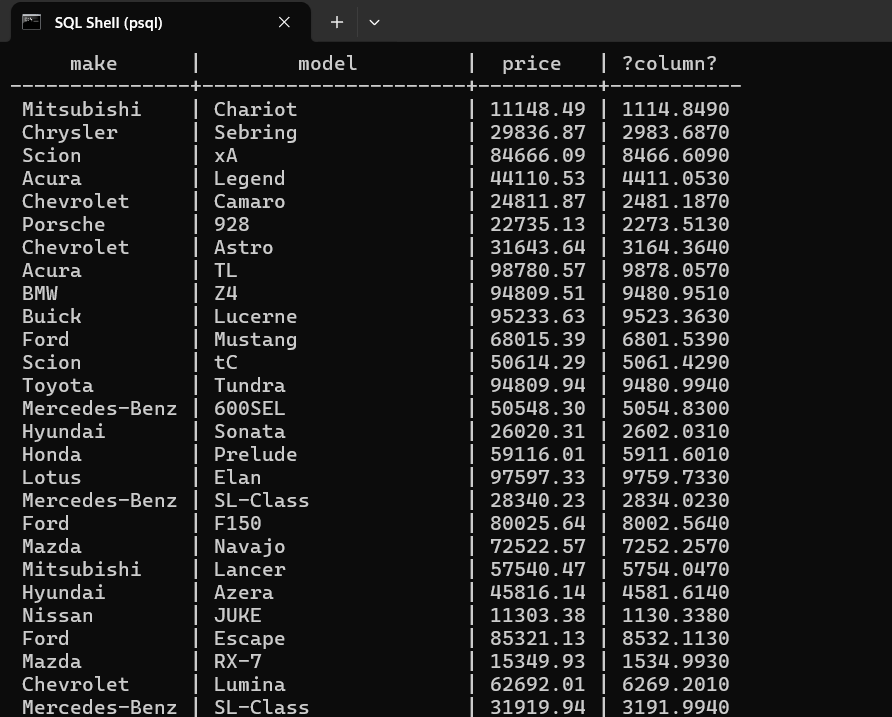 SQL Shell (psql)
make | model | price | ?column?
---------------+----------------------+----------+-----------
Mitsubishi | Chariot | 11148.49 | 1114.8490
Chrysler | Sebring | 29836.87 | 2983.6870
Scion | xA | 84666.09 | 8466.6090
Acura | Legend | 44110.53 | 4411.0530
Chevrolet | Camaro | 24811.87 | 2481.1870
Porsche | 928 | 22735.13 | 2273.5130
Chevrolet | Astro | 31643.64 | 3164.3640
Acura | TL | 98780.57 | 9878.0570
BMW | Z4 | 94809.51 | 9480.9510
Buick | Lucerne | 95233.63 | 9523.3630
Ford | Mustang | 68015.39 | 6801.5390
Scion | tC | 50614.29 | 5061.4290
Toyota | Tundra | 94809.94 | 9480.9940
Mercedes-Benz | 600SEL | 50548.30 | 5054.8300
Hyundai | Sonata | 26020.31 | 2602.0310
Honda | Prelude | 59116.01 | 5911.6010
Lotus | Elan | 97597.33 | 9759.7330
Mercedes-Benz | SL-Class | 28340.23 | 2834.0230
Ford | F150 | 80025.64 | 8002.5640
Mazda | Navajo | 72522.57 | 7252.2570
Mitsubishi | Lancer | 57540.47 | 5754.0470
Hyundai | Azera | 45816.14 | 4581.6140
Nissan | JUKE | 11303.38 | 1130.3380
Ford | Escape | 85321.13 | 8532.1130
Mazda | RX-7 | 15349.93 | 1534.9930
Chevrolet | Lumina | 62692.01 | 6269.2010
Mercedes-Benz | SL-Class | 31919.94 | 3191.9940